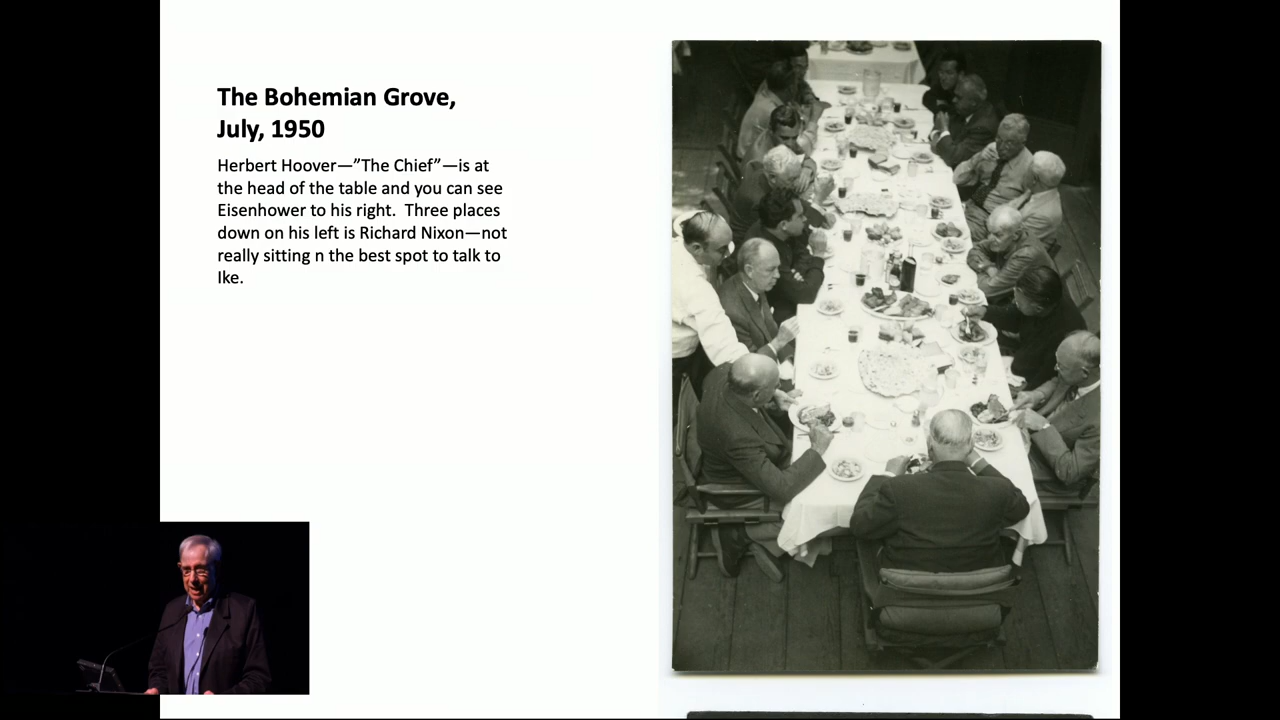 The Bohemian Grove,
July, 1950
Herbert Hoover—”The Chief”—is at
the head of the table and you can see
Eisenhower to his right.  Three places
down on his left is Richard Nixon—not
really sitting n the best spot to talk to
Ike.